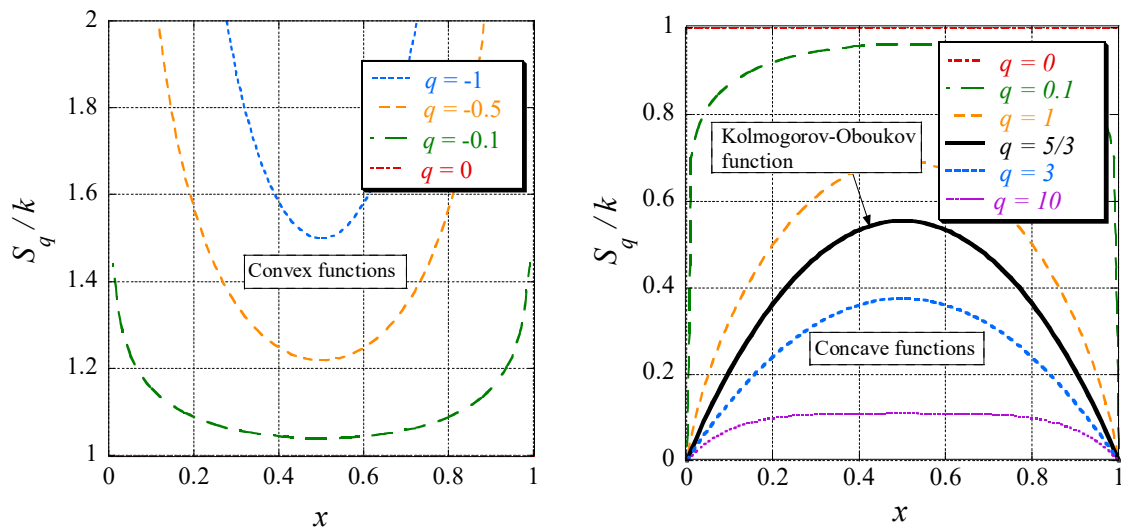 2
1.8
1.6
1.4
1.2
1
0
0.2
0.4
0.6
0.8
1
S_q / k
x
q = -1
q = -0.5
q = -0.1
q = 0
Convex functions
1
0.8
0.6
0.4
0.2
0
0
0.2
0.4
0.6
0.8
1
S_q / k
x
q = 0
q = 0.1
q = 1
q = 5/3
q = 3
q = 10
Kolmogorov-Oboukov
function
Concave functions